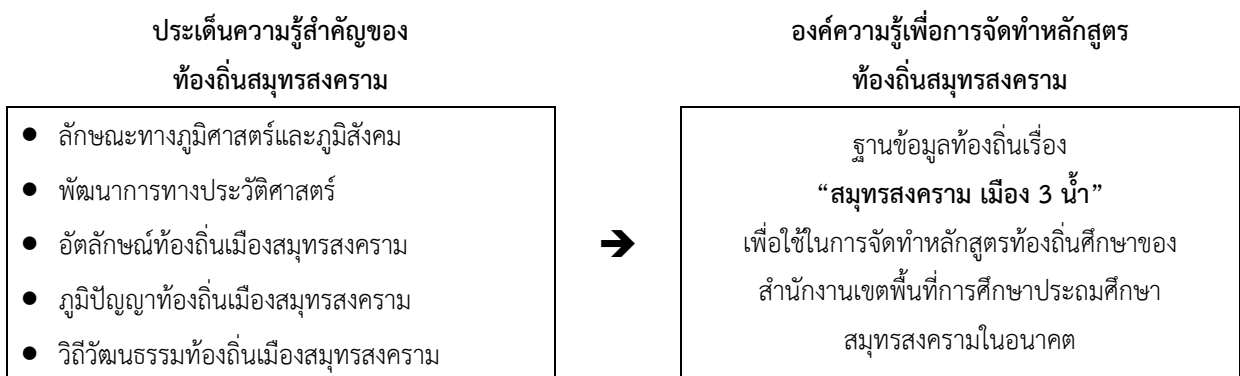 ประเด็นความรู้สำคัญของ
ท้องถิ่นสมุทรสงคราม
● ลักษณะทางภูมิศาสตร์และภูมิสังคม
● พัฒนาการทางประวัติศาสตร์
● อัตลักษณ์ท้องถิ่นเมืองสมุทรสงคราม
● ภูมิปัญญาท้องถิ่นเมืองสมุทรสงคราม
● วิถีวัฒนธรรมท้องถิ่นเมืองสมุทรสงคราม
➔
องค์ความรู้เพื่อการจัดทำหลักสูตร
ท้องถิ่นสมุทรสงคราม
ฐานข้อมูลท้องถิ่นเรื่อง
“สมุทรสงคราม เมือง 3 น้ำ”
เพื่อใช้ในการจัดทำหลักสูตรท้องถิ่นศึกษาของ
สำนักงานเขตพื้นที่การศึกษาประถมศึกษา
สมุทรสงครามในอนาคต